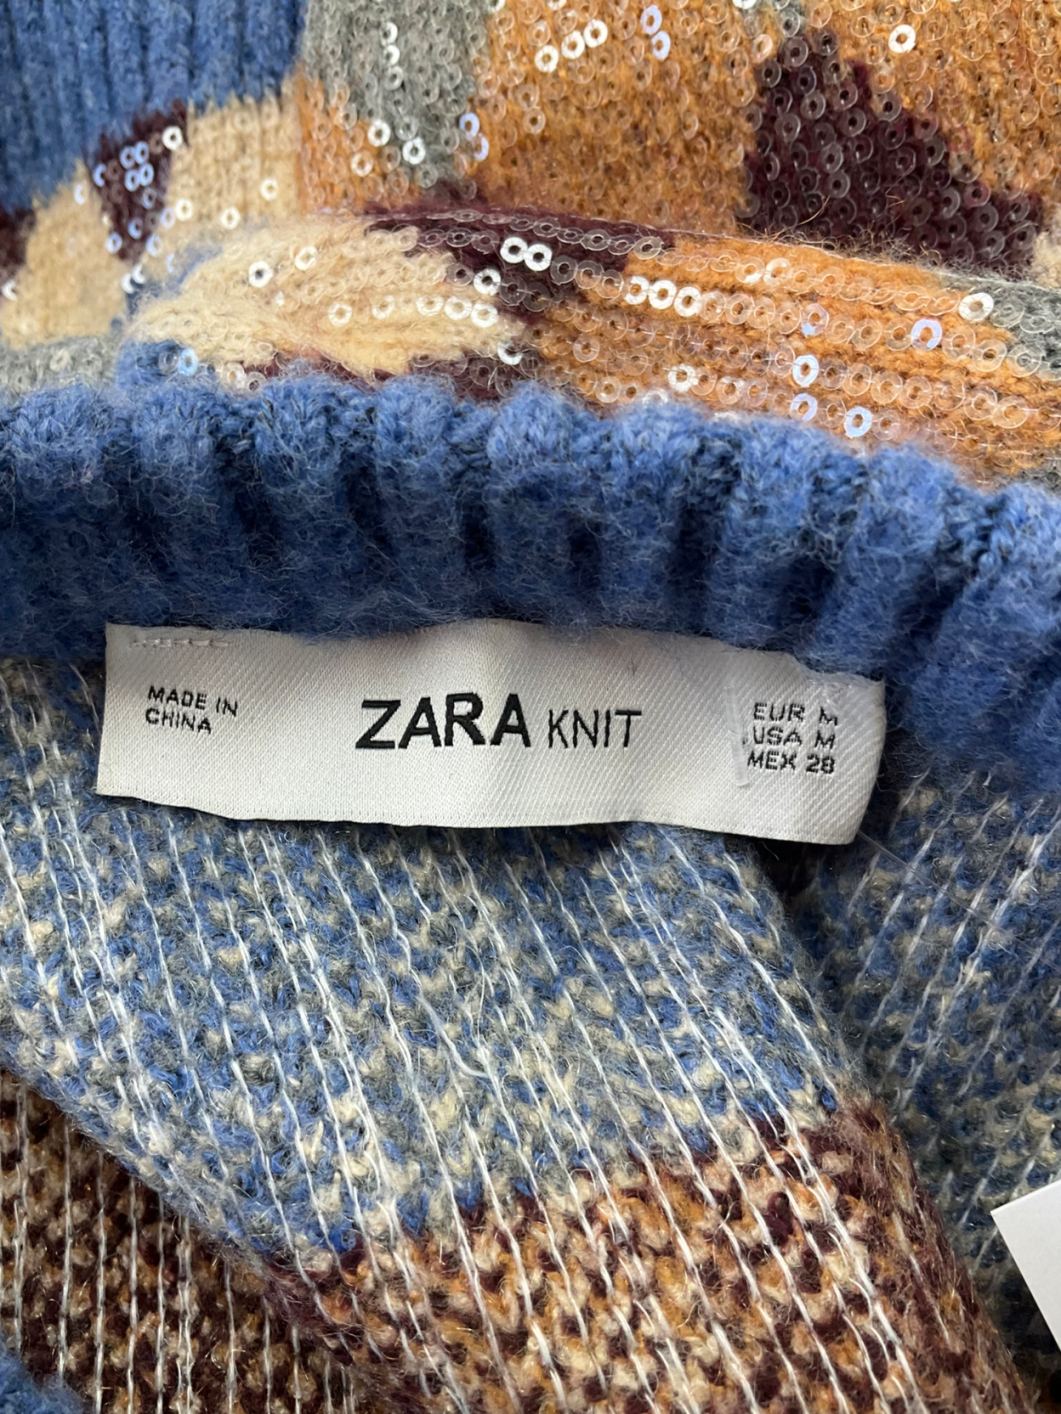 MADE IN
CHINA
ZARA KNIT
EUR M
USA M
MEX 28